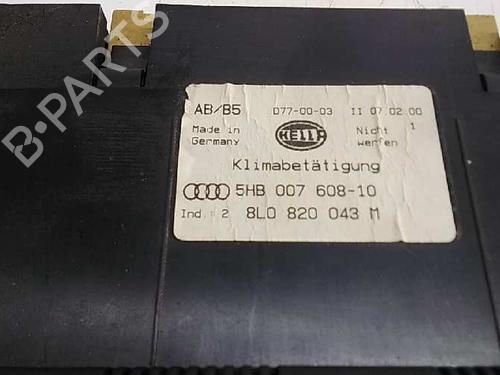 AB/B5 D77-00-03 II 07.02.00
Made in Germany HELLA Nicht werfen 1
Klimabetätigung
5HB 007 608-10
Ind.: 2 8L0 820 043 M
B-PARTS